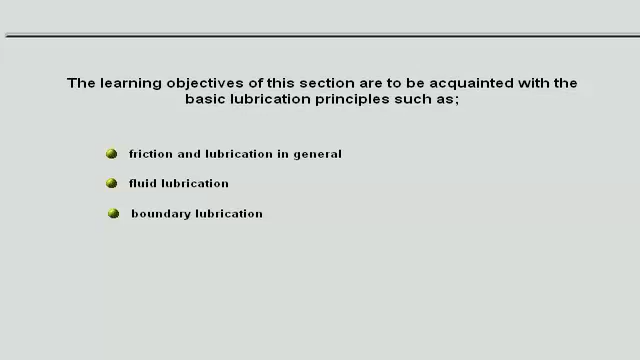 The learning objectives of this section are to be acquainted with the
basic lubrication principles such as;
friction and lubrication in general
fluid lubrication
boundary lubrication